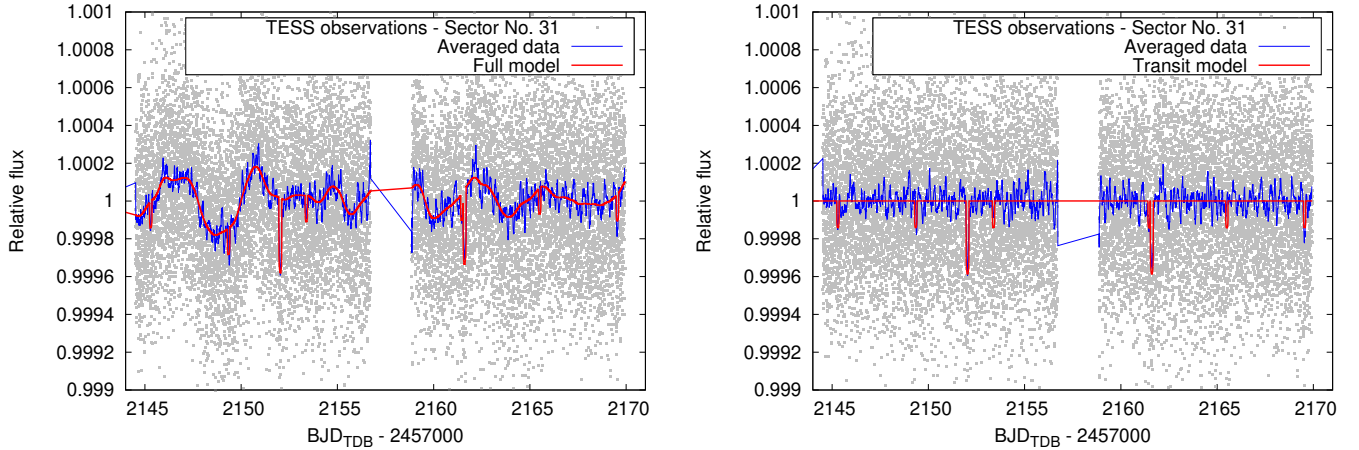 TESS observations - Sector No. 31
Averaged data
Full model
Relative flux
1.001
1.0008
1.0006
1.0004
1.0002
1
0.9998
0.9996
0.9994
0.9992
0.999
2145 2150 2155 2160 2165 2170
BJD_TDB - 2457000
TESS observations - Sector No. 31
Averaged data
Transit model
Relative flux
1.001
1.0008
1.0006
1.0004
1.0002
1
0.9998
0.9996
0.9994
0.9992
0.999
2145 2150 2155 2160 2165 2170
BJD_TDB - 2457000